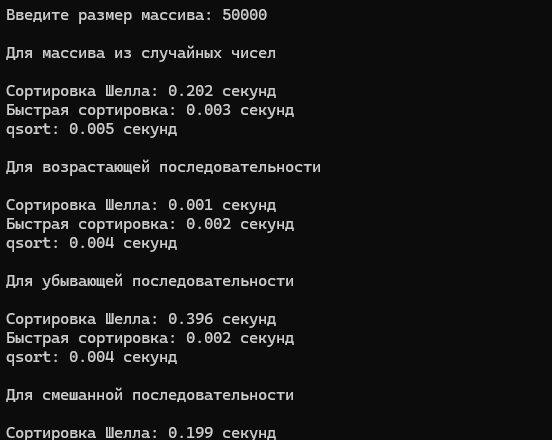 Введите размер массива: 50000
Для массива из случайных чисел
Сортировка Шелла: 0.202 секунд
Быстрая сортировка: 0.003 секунд
qsort: 0.005 секунд
Для возрастающей последовательности
Сортировка Шелла: 0.001 секунд
Быстрая сортировка: 0.002 секунд
qsort: 0.004 секунд
Для убывающей последовательности
Сортировка Шелла: 0.396 секунд
Быстрая сортировка: 0.002 секунд
qsort: 0.004 секунд
Для смешанной последовательности
Сортировка Шелла: 0.199 секунд